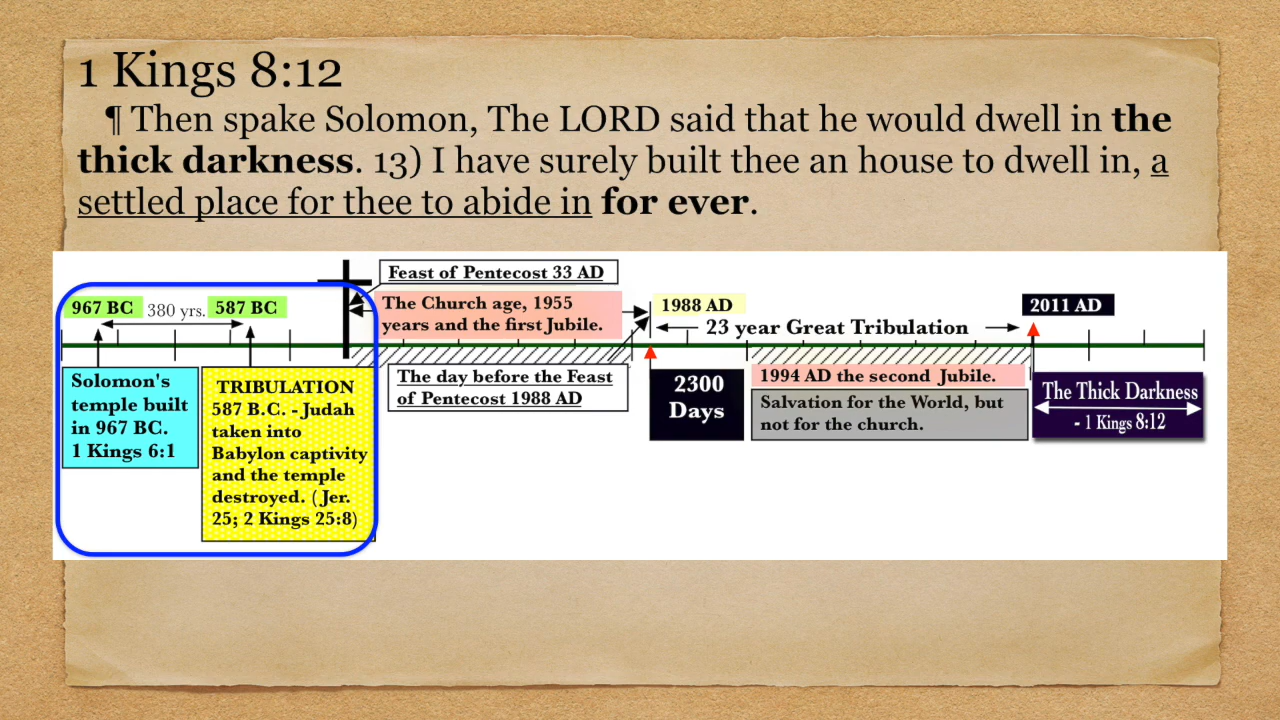 1 Kings 8:12
¶ Then spake Solomon, The LORD said that he would dwell in the
thick darkness. 13) I have surely built thee an house to dwell in, a
settled place for thee to abide in for ever.
Feast of Pentecost 33 AD
967 BC 380 yrs. 587 BC
The Church age, 1955
years and the first Jubile.
1988 AD
23 year Great Tribulation
2011 AD
Solomon's
temple built
in 967 BC.
1 Kings 6:1
TRIBULATION
587 B.C. - Judah
taken into
Babylon captivity
and the temple
destroyed. (Jer.
25; 2 Kings 25:8)
The day before the Feast
of Pentecost 1988 AD
2300
Days
1994 AD the second Jubile.
Salvation for the World, but
not for the church.
The Thick Darkness
- 1 Kings 8:12